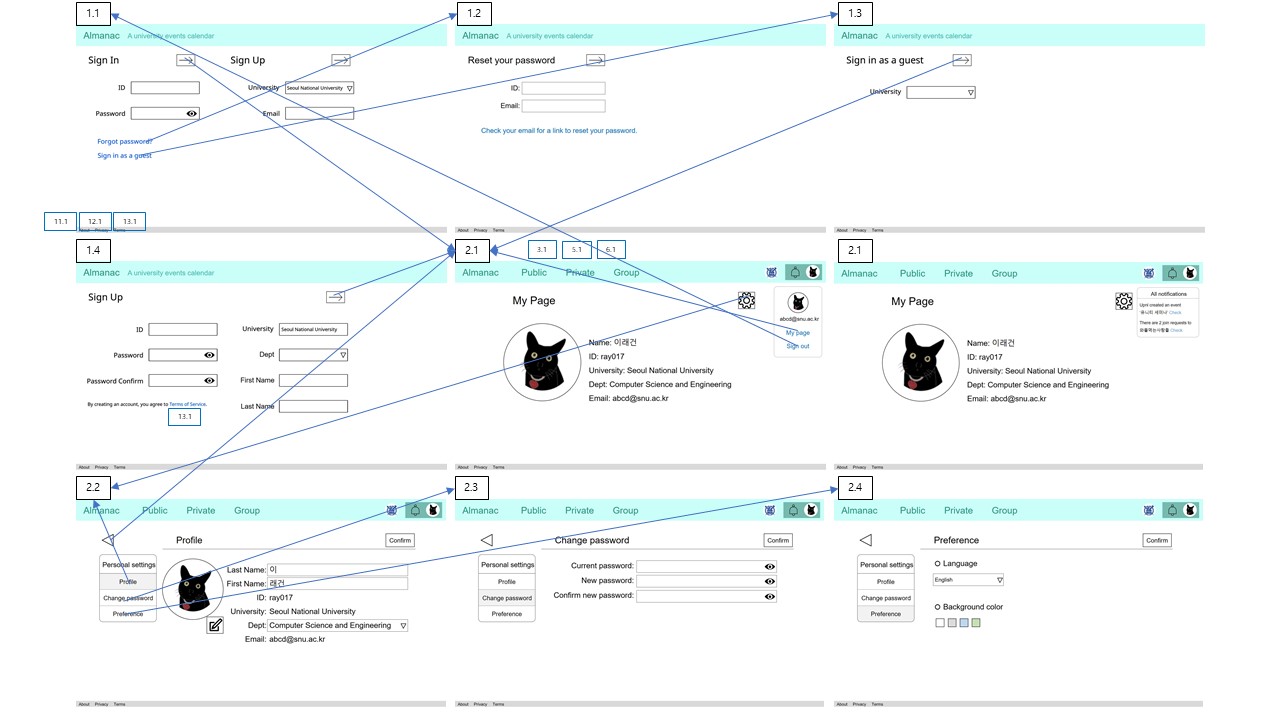 1.1
Almanac A university events calendar
Sign In
Sign Up
ID
University Seoul National University
Password
Email
Forgot password?
Sign in as a guest
11.1 12.1 13.1
About Privacy Terms
1.2
Almanac A university events calendar
Reset your password
ID:
Email:
Check your email for a link to reset your password.
About Privacy Terms
1.3
Almanac A university events calendar
Sign in as a guest
University
About Privacy Terms
1.4
Almanac A university events calendar
Sign Up
ID
University Seoul National University
Password
Dept
Password Confirm
First Name
By creating an account, you agree to Terms of Service.
Last Name
13.1
About Privacy Terms
2.1
3.1 5.1 6.1
Almanac Public Private Group
My Page
abcd@snu.ac.kr
My page
Sign out
Name: 이래건
ID: ray017
University: Seoul National University
Dept: Computer Science and Engineering
Email: abcd@snu.ac.kr
About Privacy Terms
2.1
Almanac Public Private Group
My Page
All notifications
created an event
Check
There are 2 join requests to
Check
Name: 이래건
ID: ray017
University: Seoul National University
Dept: Computer Science and Engineering
Email: abcd@snu.ac.kr
About Privacy Terms
2.2
Almanac Public Private Group
Profile
Confirm
Personal settings
Profile
Change password
Preference
Last Name: 이
First Name: 래건
ID: ray017
University: Seoul National University
Dept: Computer Science and Engineering
Email: abcd@snu.ac.kr
About Privacy Terms
2.3
Almanac Public Private Group
Change password
Confirm
Personal settings
Profile
Change password
Preference
Current password:
New password:
Confirm new password:
About Privacy Terms
2.4
Almanac Public Private Group
Preference
Confirm
Personal settings
Profile
Change password
Preference
Language
English
Background color
About Privacy Terms